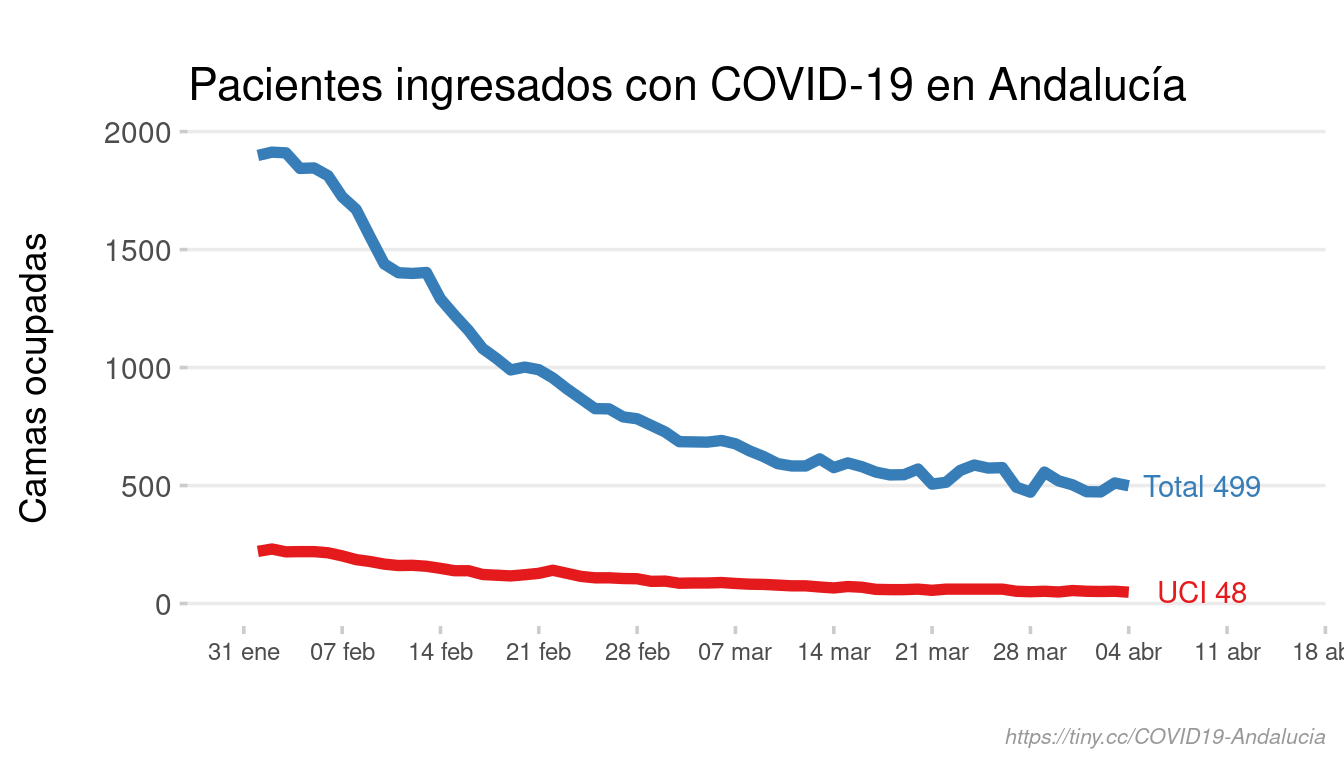 Pacientes ingresados con COVID-19 en Andalucía
Camas ocupadas
2000
1500
1000
500
0
Total 499
UCI 48
31 ene 07 feb 14 feb 21 feb 28 feb 07 mar 14 mar 21 mar 28 mar 04 abr 11 abr 18 ab
https://tiny.cc/COVID19-Andalucia